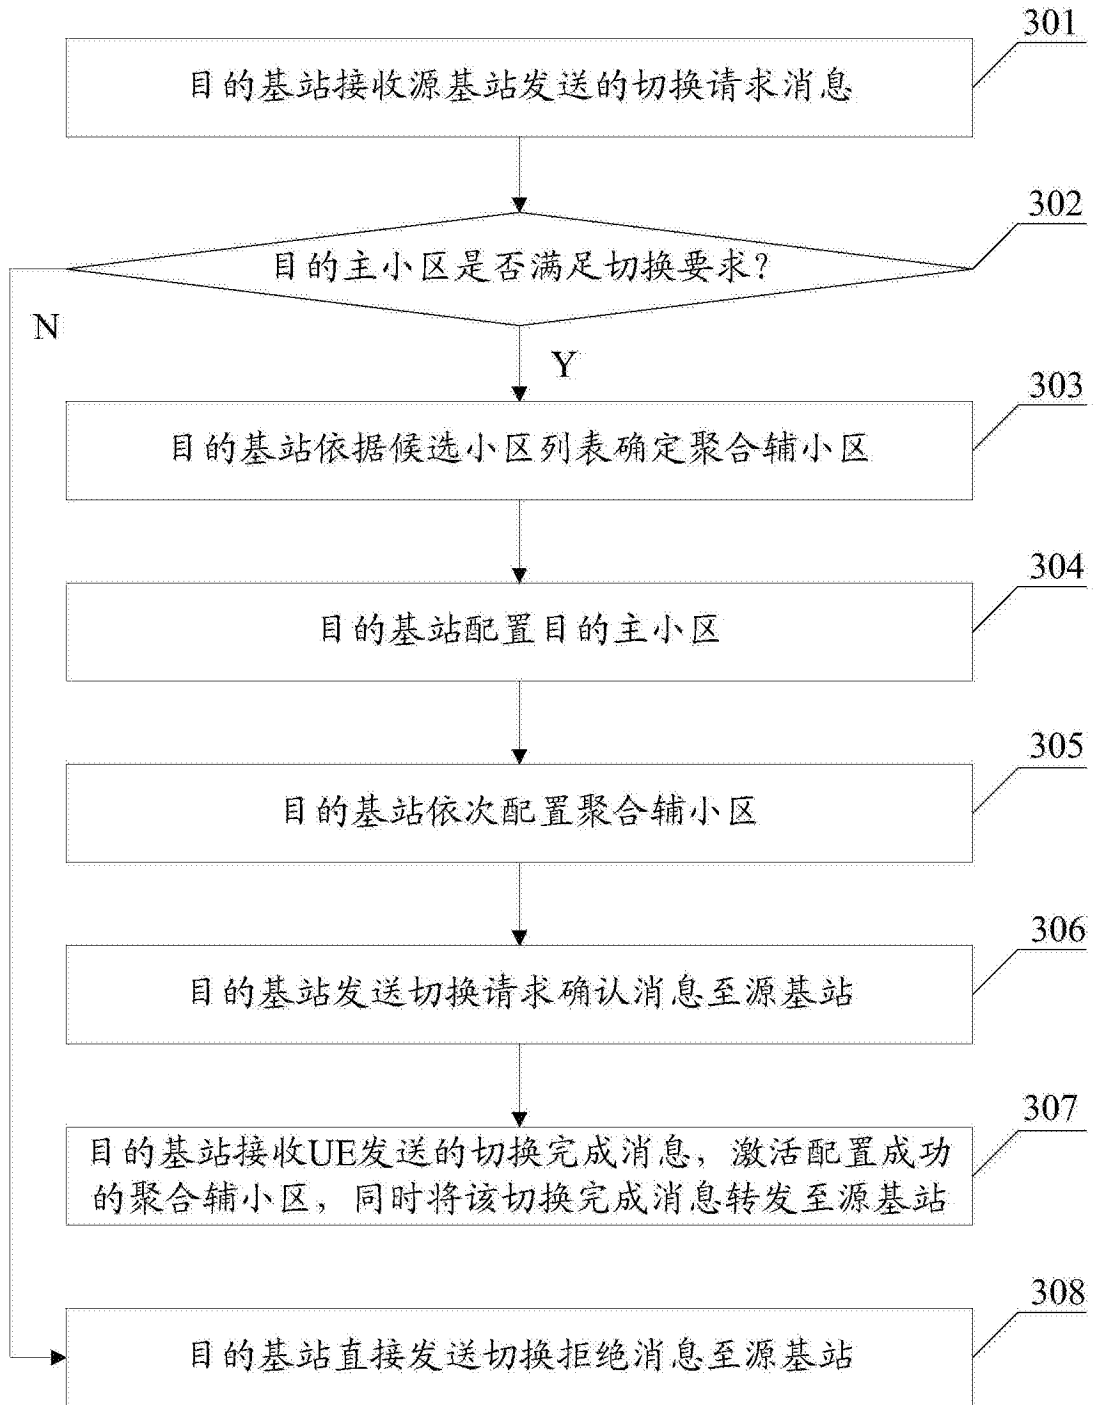 301
目的基站接收源基站发送的切换请求消息
302
目的主小区是否满足切换要求？
N
Y
303
目的基站依据候选小区列表确定聚合辅小区
304
目的基站配置目的主小区
305
目的基站依次配置聚合辅小区
306
目的基站发送切换请求确认消息至源基站
307
目的基站接收UE发送的切换完成消息，激活配置成功
的聚合辅小区，同时将该切换完成消息转发至源基站
308
目的基站直接发送切换拒绝消息至源基站